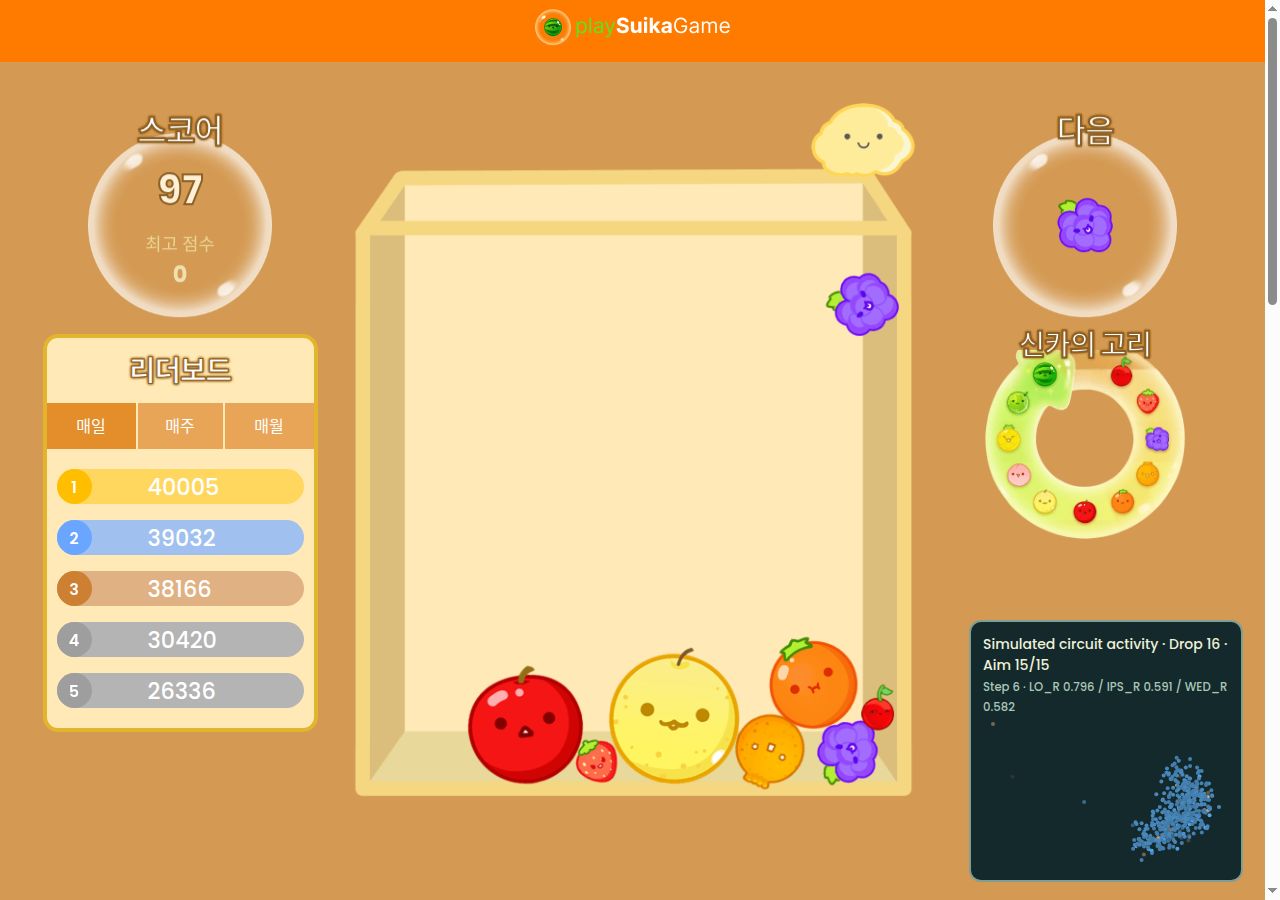 playSuikaGame
스코어
97
최고 점수
0
리더보드
매일 매주 매월
1 40005
2 39032
3 38166
4 30420
5 26336
다음
신카의 고리
Simulated circuit activity · Drop 16 ·
Aim 15/15
Step 6 · LO_R 0.796 / IPS_R 0.591 / WED_R
0.582